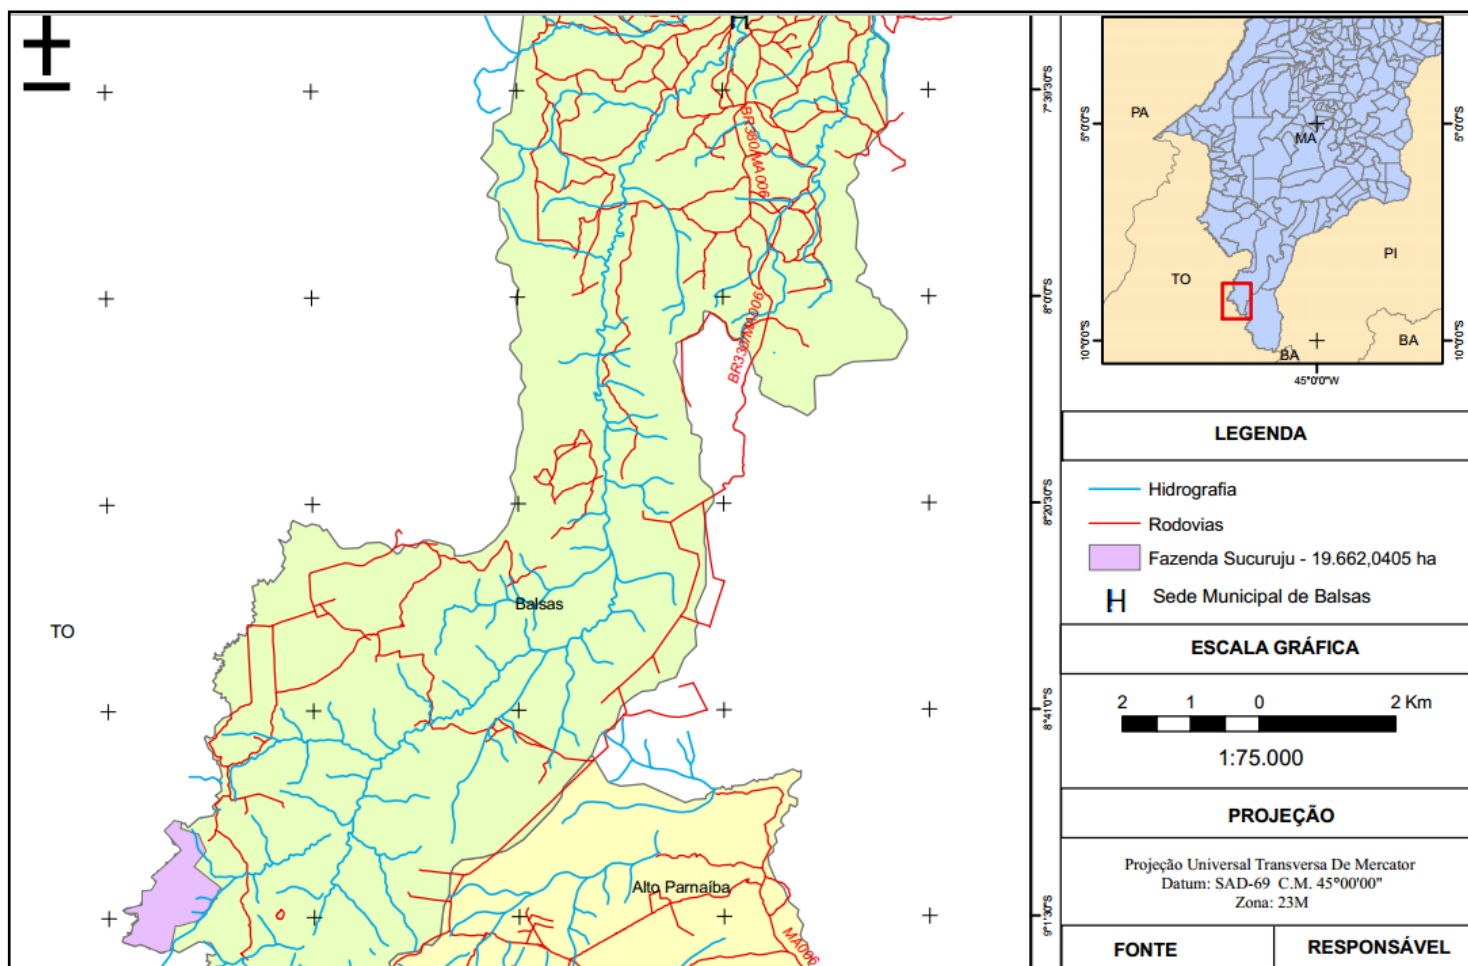 BR380/MA006
BR330/MA006
Balsas
TO
Alto Parnaíba
MA006
7°39'30"S
8°0'0"S
8°20'30"S
8°41'0"S
9°1'30"S
PA
MA
TO
PI
BA
BA
5°0'0"S
10°0'0"S
5°0'0"S
10°0'0"S
45°0'0"W
LEGENDA
Hidrografia
Rodovias
Fazenda Sucuruju - 19.662,0405 ha
H Sede Municipal de Balsas
ESCALA GRÁFICA
2 1 0 2 Km
1:75.000
PROJEÇÃO
Projeção Universal Transversa De Mercator
Datum: SAD-69 C.M. 45°00'00"
Zona: 23M
FONTE
RESPONSÁVEL